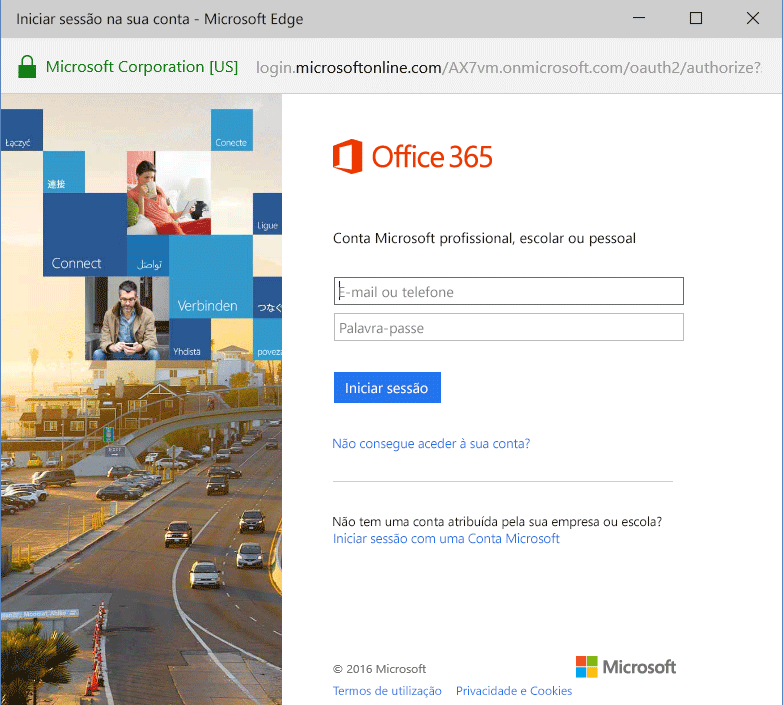 Iniciar sessão na sua conta - Microsoft Edge
Microsoft Corporation [US] login.microsoftonline.com/AX7vm.onmicrosoft.com/oauth2/authorize?
Łączyć
Conecte
連接
Ligue
Connect
تواصَل
Verbinden
つなぐ
Yhdistä
poveza
EXIT
Office 365
Conta Microsoft profissional, escolar ou pessoal
E-mail ou telefone
Palavra-passe
Iniciar sessão
Não consegue aceder à sua conta?
Não tem uma conta atribuída pela sua empresa ou escola?
Iniciar sessão com uma Conta Microsoft
© 2016 Microsoft
Microsoft
Termos de utilização Privacidade e Cookies